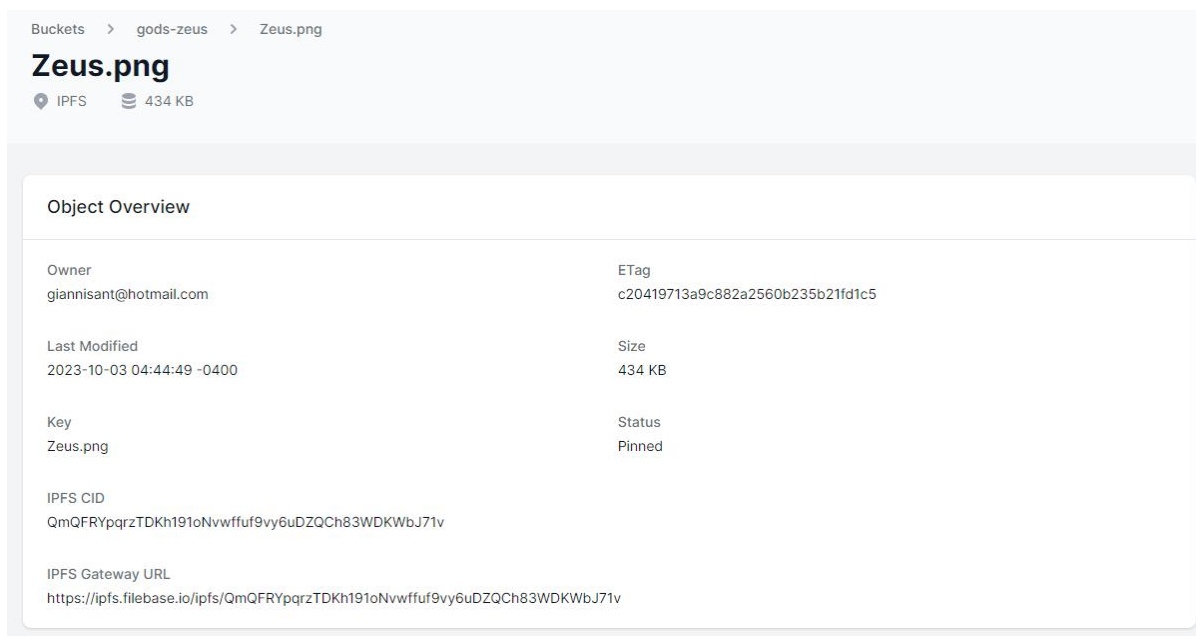 Buckets > gods-zeus > Zeus.png
Zeus.png
IPFS 434 KB
Object Overview
Owner
giannisant@hotmail.com
ETag
c20419713a9c882a2560b235b21fd1c5
Last Modified
2023-10-03 04:44:49 -0400
Size
434 KB
Key
Zeus.png
Status
Pinned
IPFS CID
QmQFRYpqrzTDKh191oNvwffuf9vy6uDZQCh83WDKWbJ71v
IPFS Gateway URL
https://ipfs.filebase.io/ipfs/QmQFRYpqrzTDKh191oNvwffuf9vy6uDZQCh83WDKWbJ71v